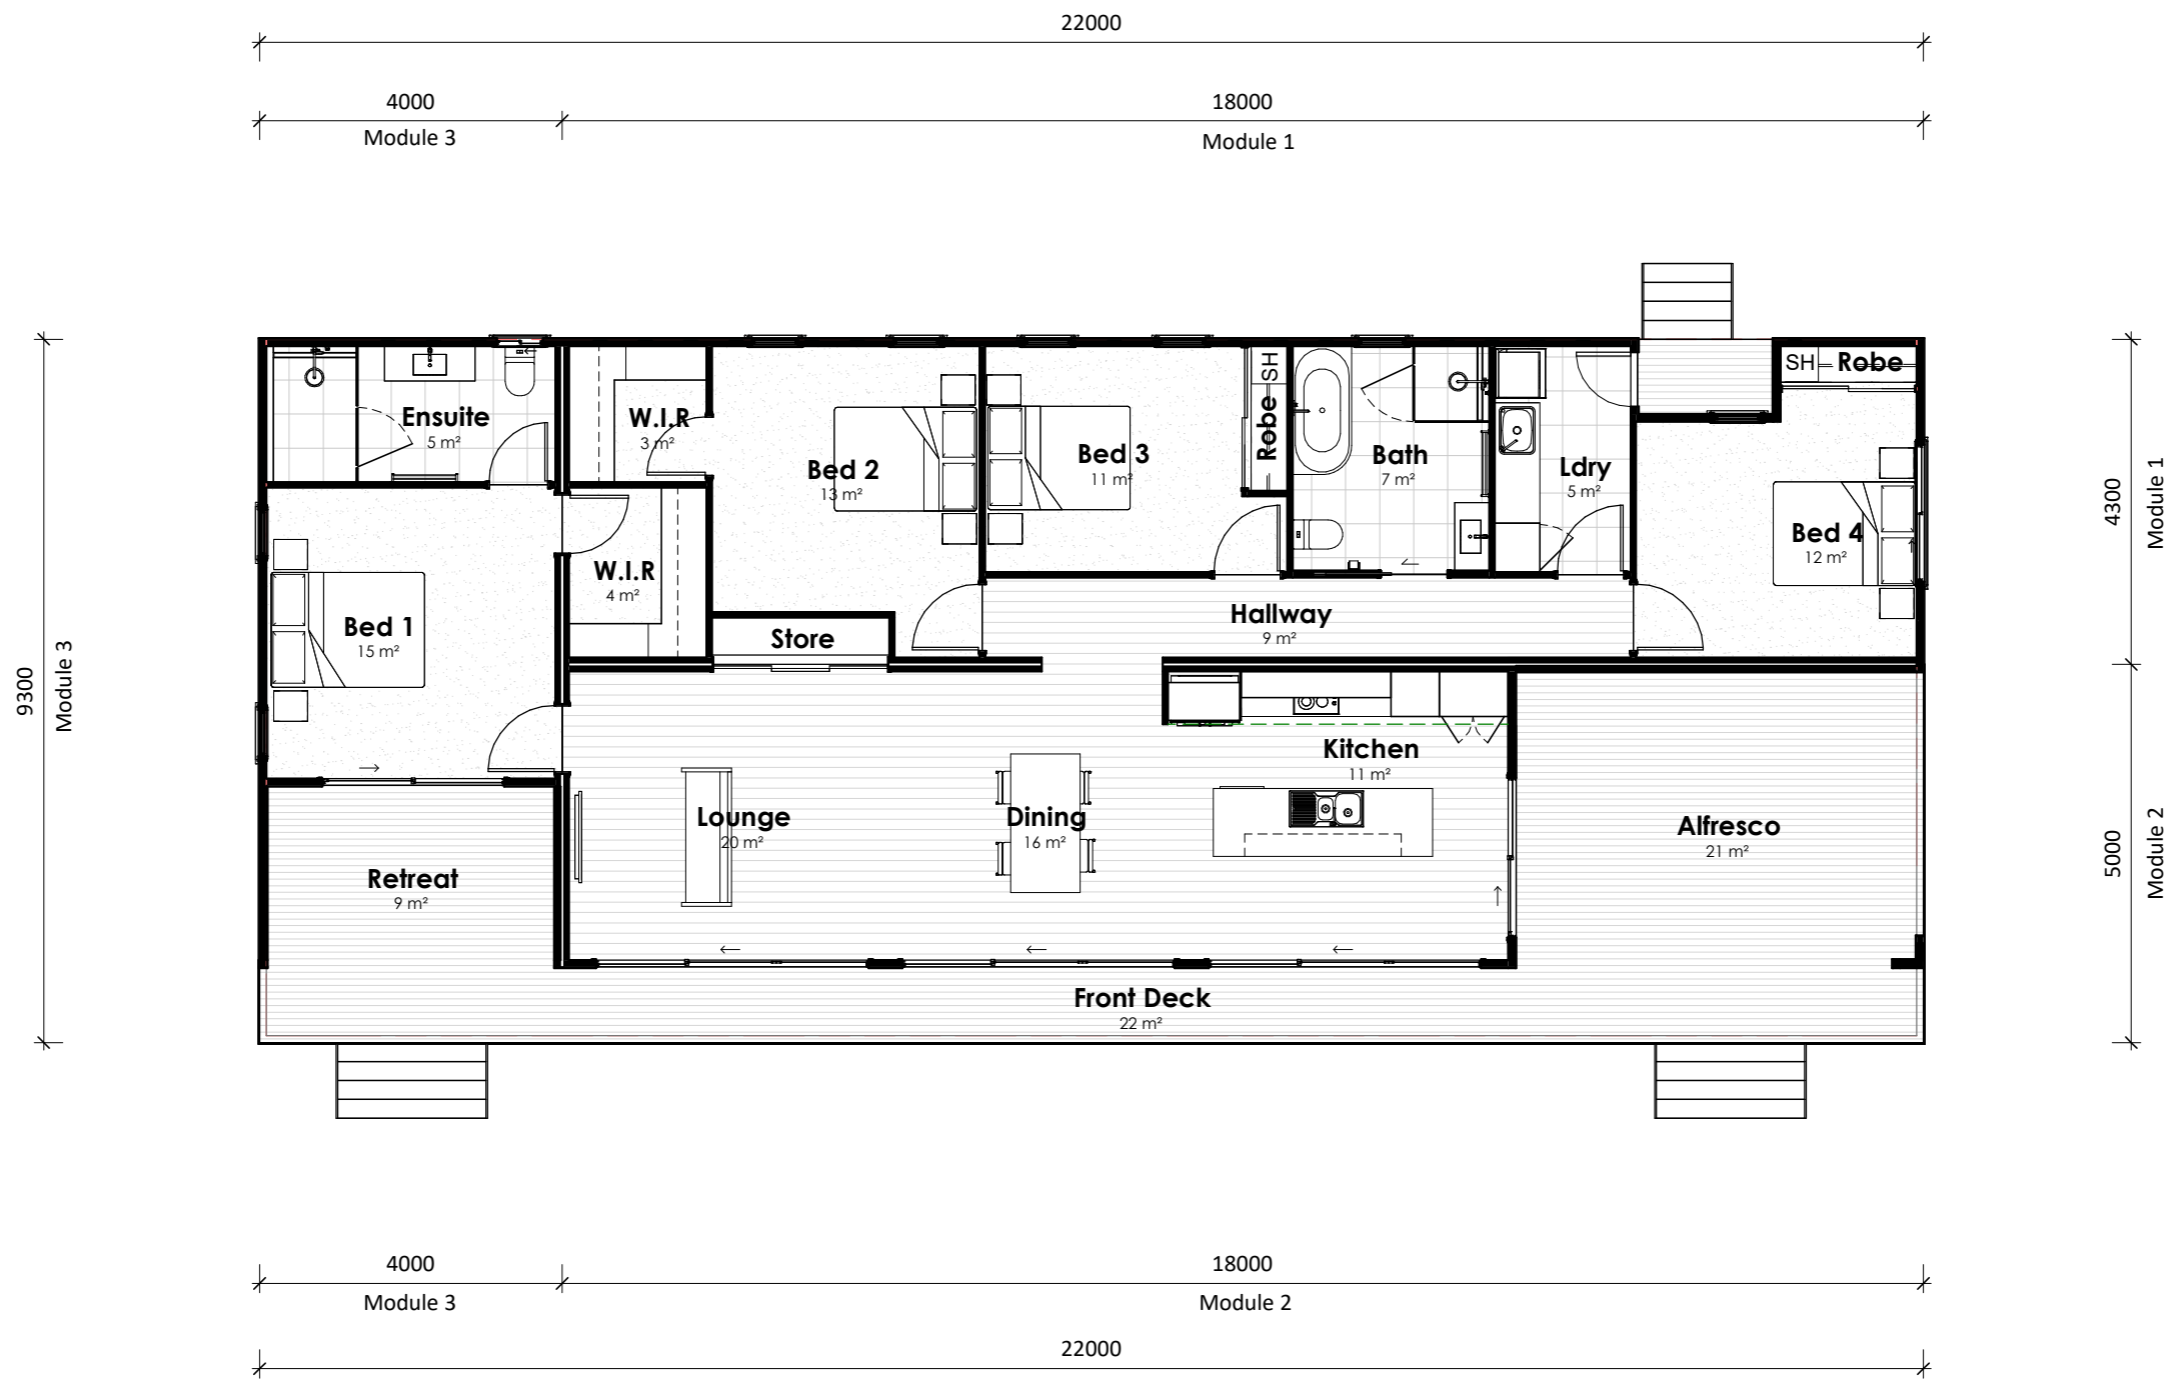 22000
4000
18000
Module 3
Module 1
SH
Robe
SH
Robe
Ensuite
5 m²
W.I.R
3 m²
Bed 2
13 m²
Bed 3
11 m²
Bath
7 m²
Ldry
5 m²
Bed 4
12 m²
4300
Module 1
W.I.R
4 m²
Bed 1
15 m²
Store
Hallway
9 m²
9300
Module 3
Kitchen
11 m²
Lounge
20 m²
Dining
16 m²
Alfresco
21 m²
5000
Module 2
Retreat
9 m²
Front Deck
22 m²
4000
18000
Module 3
Module 2
22000